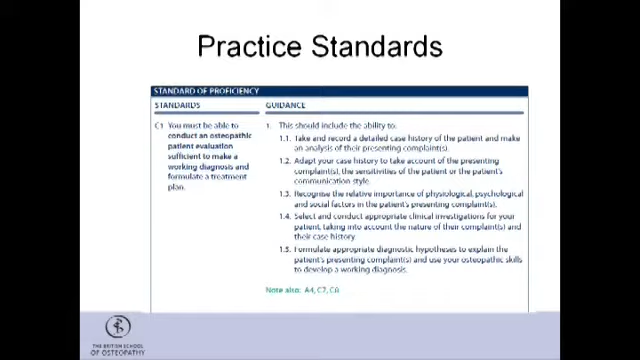 Practice Standards
STANDARD OF PROFICIENCY
STANDARDS
GUIDANCE
C1 You must be able to
conduct an osteopathic
patient evaluation
sufficient to make a
working diagnosis and
formulate a treatment
plan.
1. This should include the ability to:
1.1. Take and record a detailed case history of the patient and make
an analysis of their presenting complaint(s).
1.2. Adapt your case history to take account of the presenting
complaint(s), the sensitivities of the patient or the patient's
communication style.
1.3. Recognise the relative importance of physiological, psychological
and social factors in the patient's presenting complaint(s).
1.4. Select and conduct appropriate clinical investigations for your
patient, taking into account the nature of their complaint(s) and
their case history.
1.5. Formulate appropriate diagnostic hypotheses to explain the
patient's presenting complaint(s) and use your osteopathic skills
to develop a working diagnosis.
Note also: A4, C7, C8
THE BRITISH SCHOOL
OF OSTEOPATHY